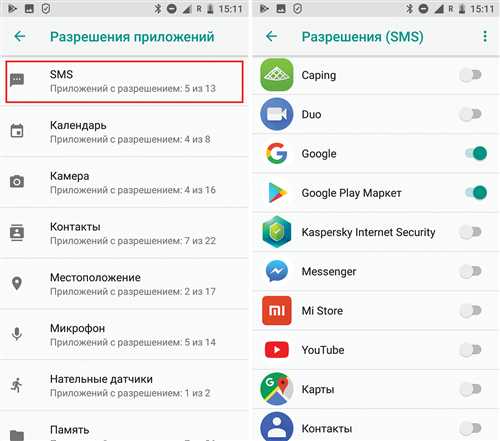 R 15:11
Разрешения приложений
SMS
Приложений с разрешением: 5 из 13
Календарь
Приложений с разрешением: 4 из 8
Камера
Приложений с разрешением: 4 из 16
Контакты
Приложений с разрешением: 7 из 22
Местоположение
Приложений с разрешением: 2 из 17
Микрофон
Приложений с разрешением: 5 из 14
Нательные датчики
Приложений с разрешением: 1 из 2
Память
R 15:11
Разрешения (SMS)
Caping
Duo
Google
Google Play Маркет
Kaspersky Internet Security
Messenger
Mi Store
YouTube
Карты
Контакты